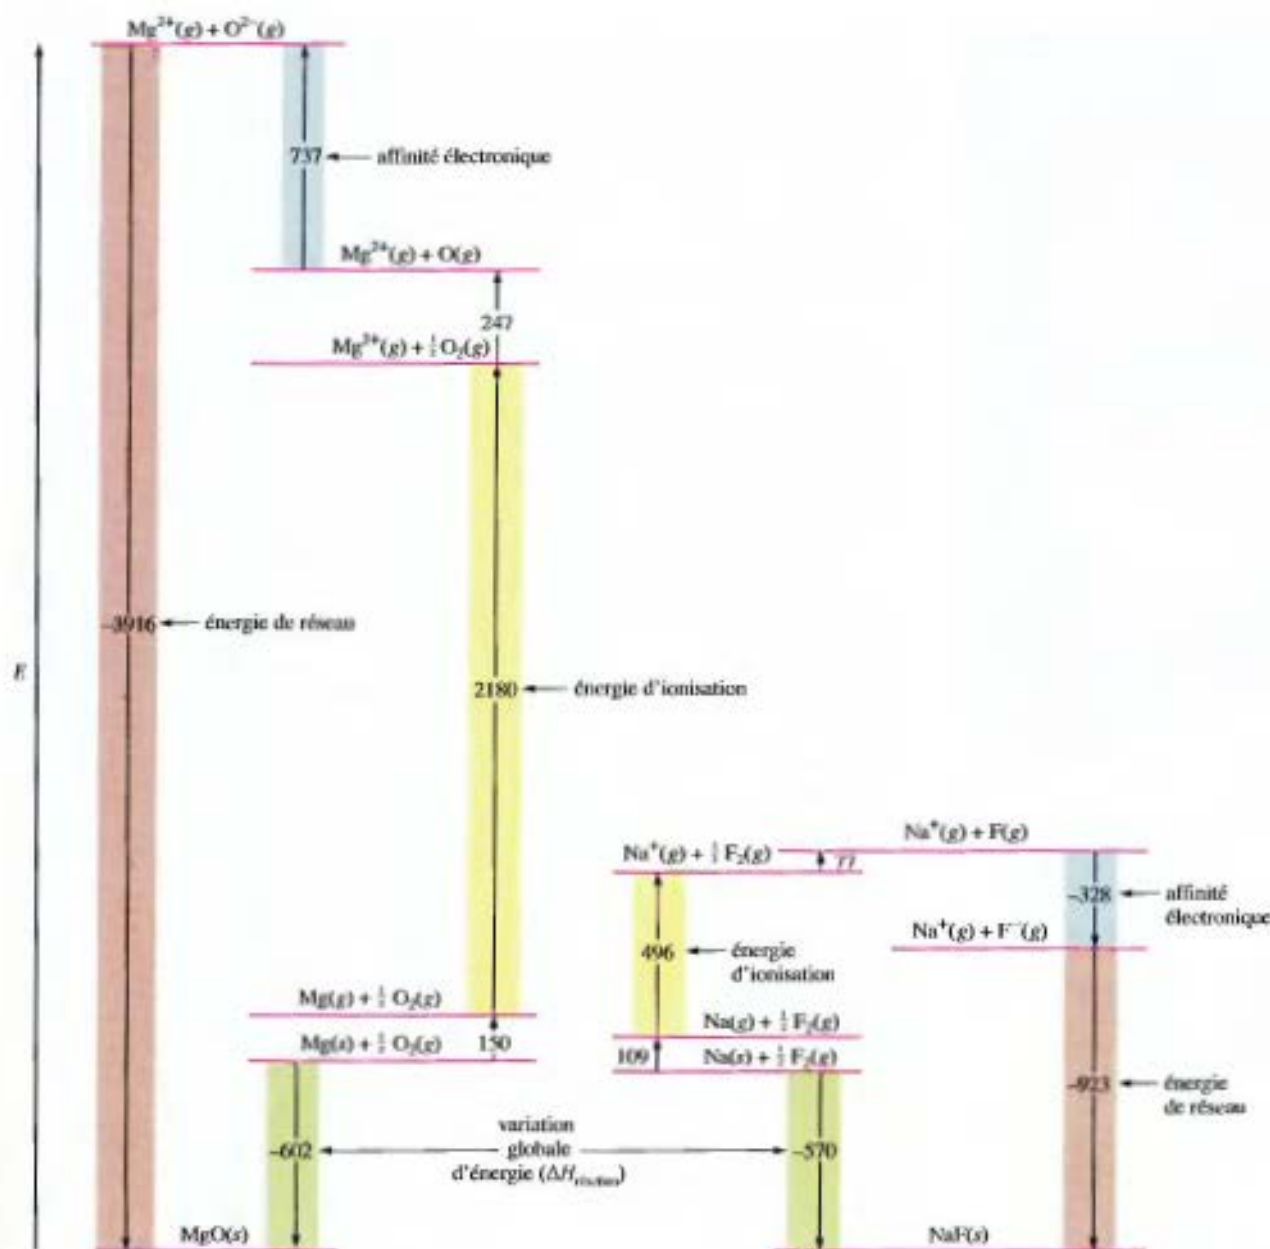 Mg²⁺(g) + O²⁻(g)
737
affinité électronique
Mg²⁺(g) + O(g)
247
Mg²⁺(g) + ½ O₂(g)
–3916
énergie de réseau
E
2180
énergie d'ionisation
Na⁺(g) + F(g)
Na⁺(g) + ½ F₂(g)
77
–328
affinité
électronique
Na⁺(g) + F⁻(g)
496
énergie
d'ionisation
Mg(g) + ½ O₂(g)
Na(g) + ½ F₂(g)
Mg(s) + ½ O₂(g)
150
109
Na(s) + ½ F₂(g)
–923
énergie
de réseau
variation
globale
d'énergie (ΔHréaction)
–602
–570
MgO(s)
NaF(s)